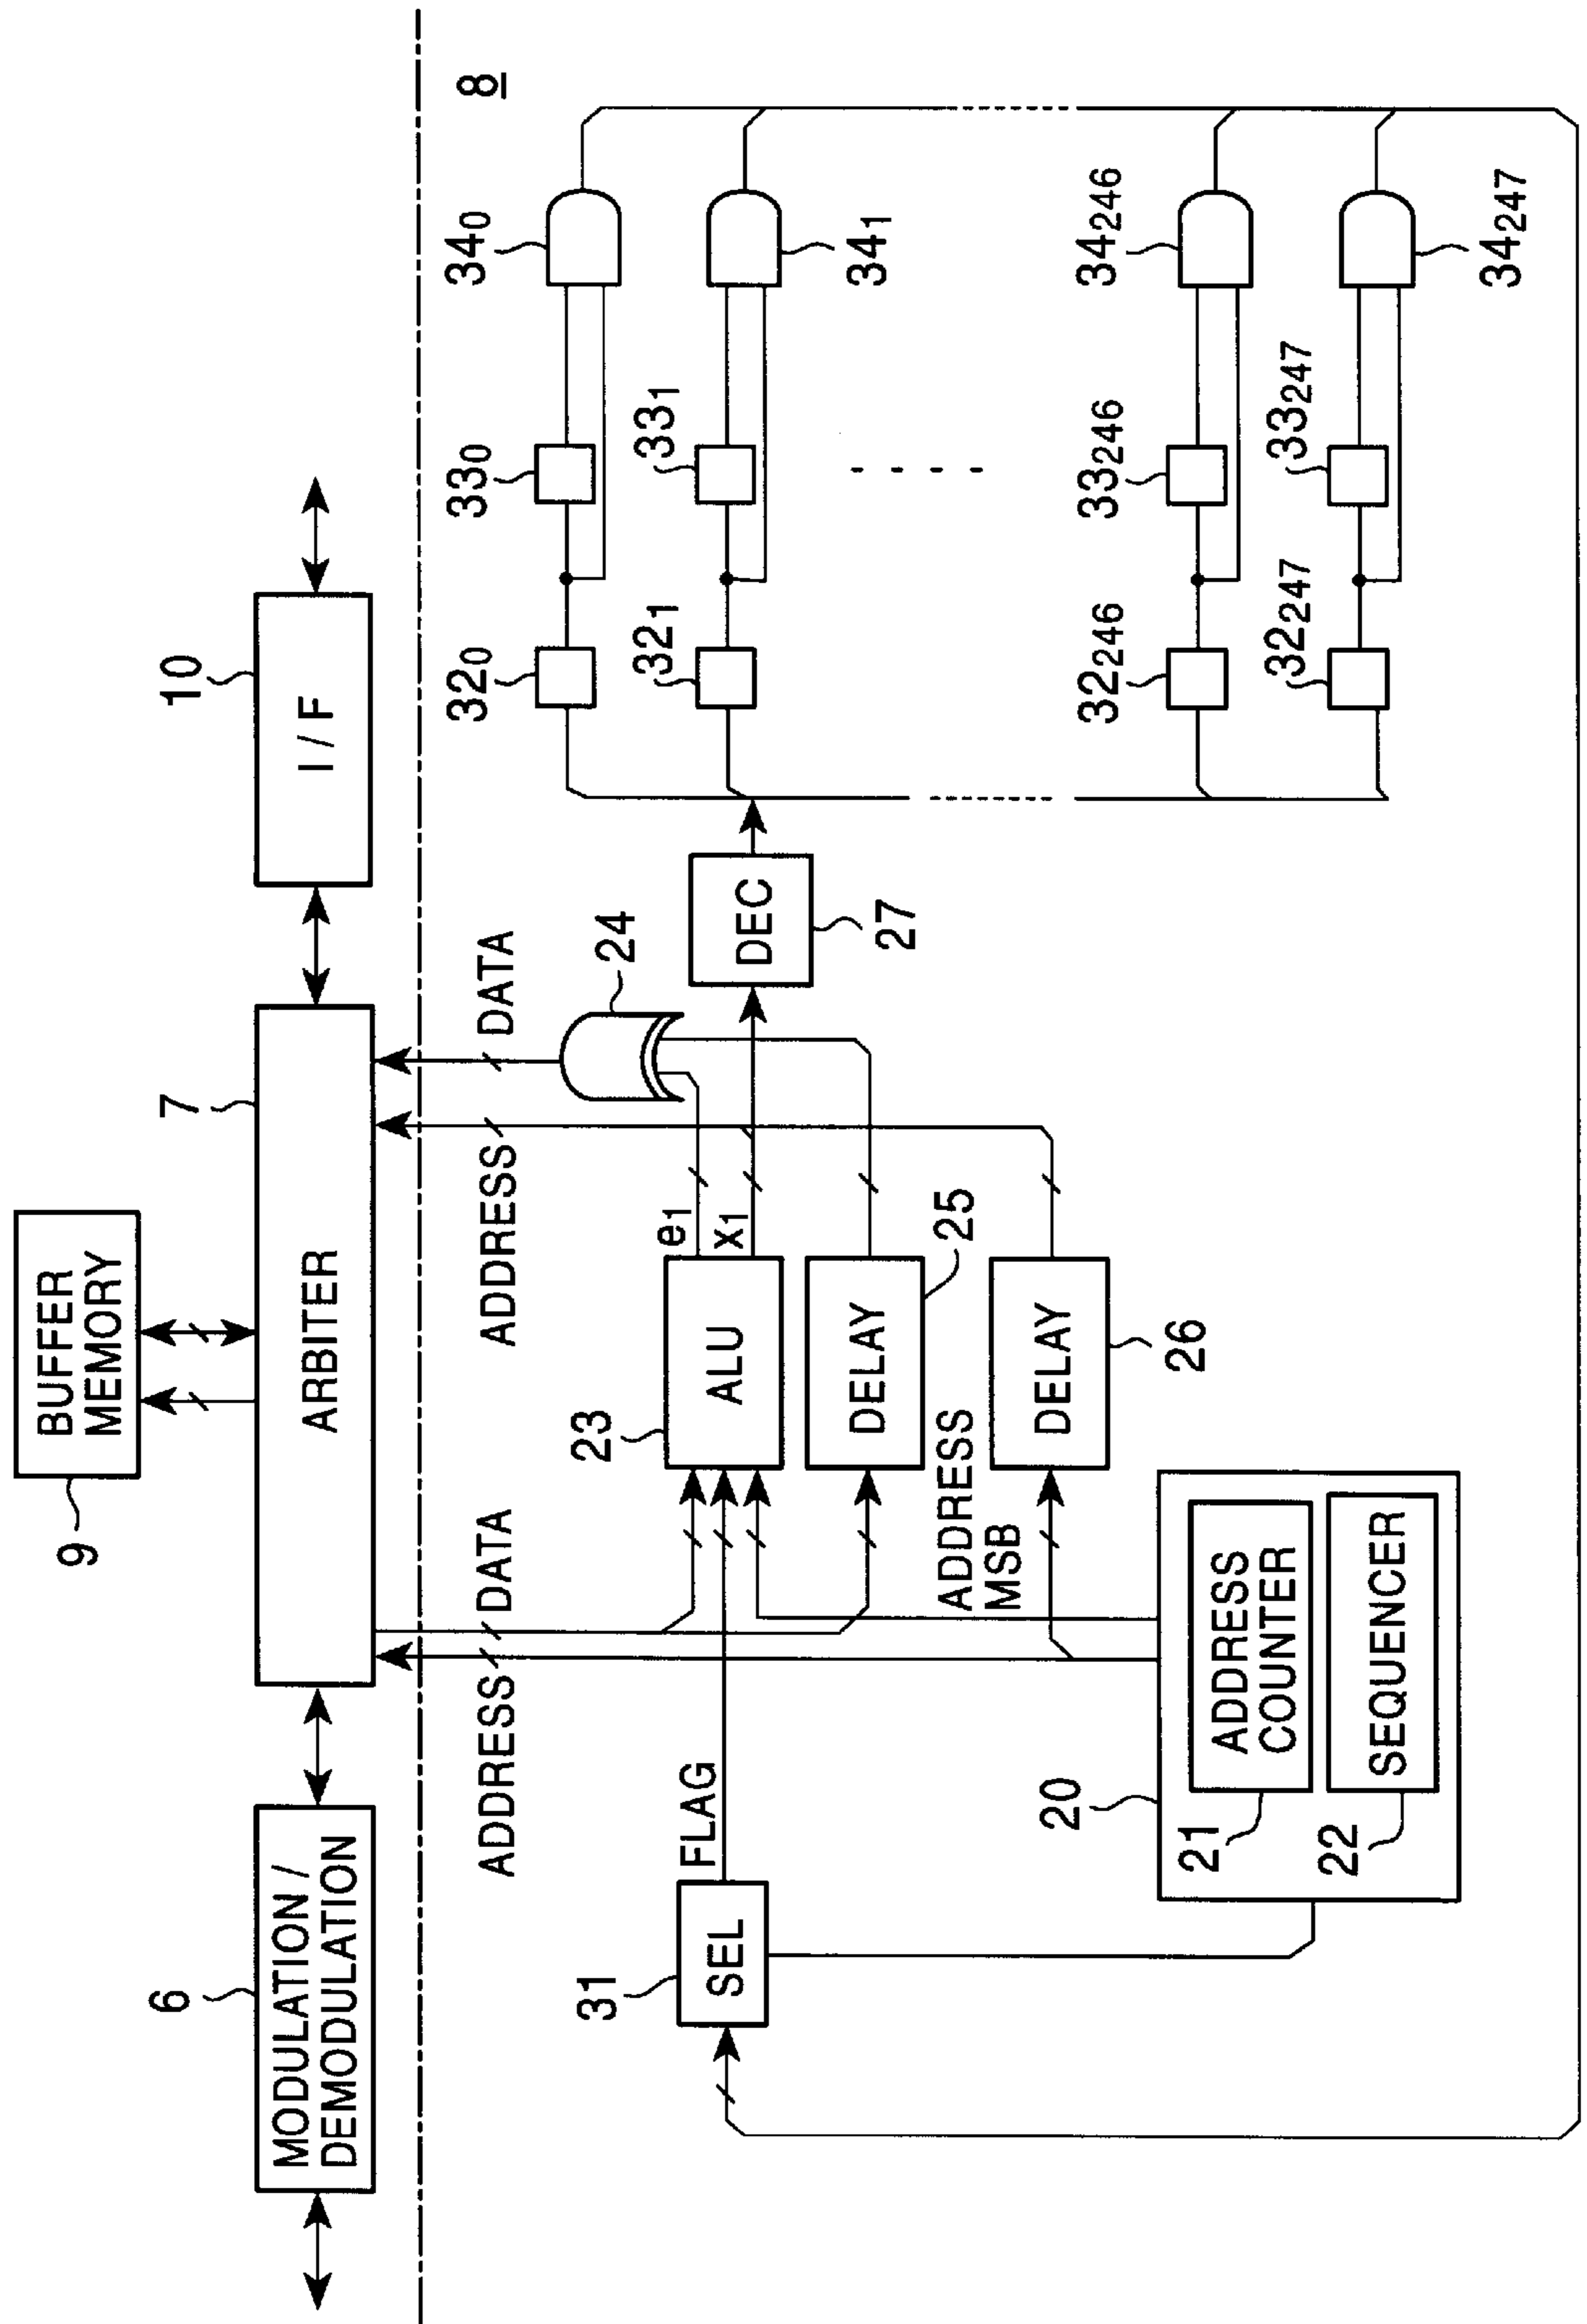 9
BUFFER
MEMORY
6
MODULATION /
DEMODULATION
7
ARBITER
10
I / F
8
ADDRESS
DATA
ADDRESS
DATA
31
SEL
FLAG
23
ALU
e1
x1
24
DELAY
25
ADDRESS
MSB
DELAY
26
DEC
27
20
21
ADDRESS
COUNTER
22
SEQUENCER
320
330
340
321
331
341
32246
33246
34246
32247
33247
34247